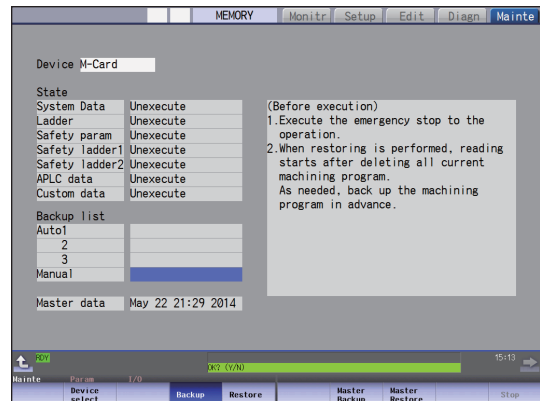 MEMORY Monitr Setup Edit Diagn Mainte
Device M-Card
State
System Data Unexecute
Ladder Unexecute
Safety param Unexecute
Safety ladder1 Unexecute
Safety ladder2 Unexecute
APLC data Unexecute
Custom data Unexecute
(Before execution)
1.Execute the emergency stop to the
operation.
2.When restoring is performed, reading
starts after deleting all current
machining program.
As needed, back up the machining
program in advance.
Backup list
Auto1
2
3
Manual
Master data May 22 21:29 2014
RDY 15:13
OK? (Y/N)
Mainte Param I/O
Device select Backup Restore Master Backup Master Restore Stop